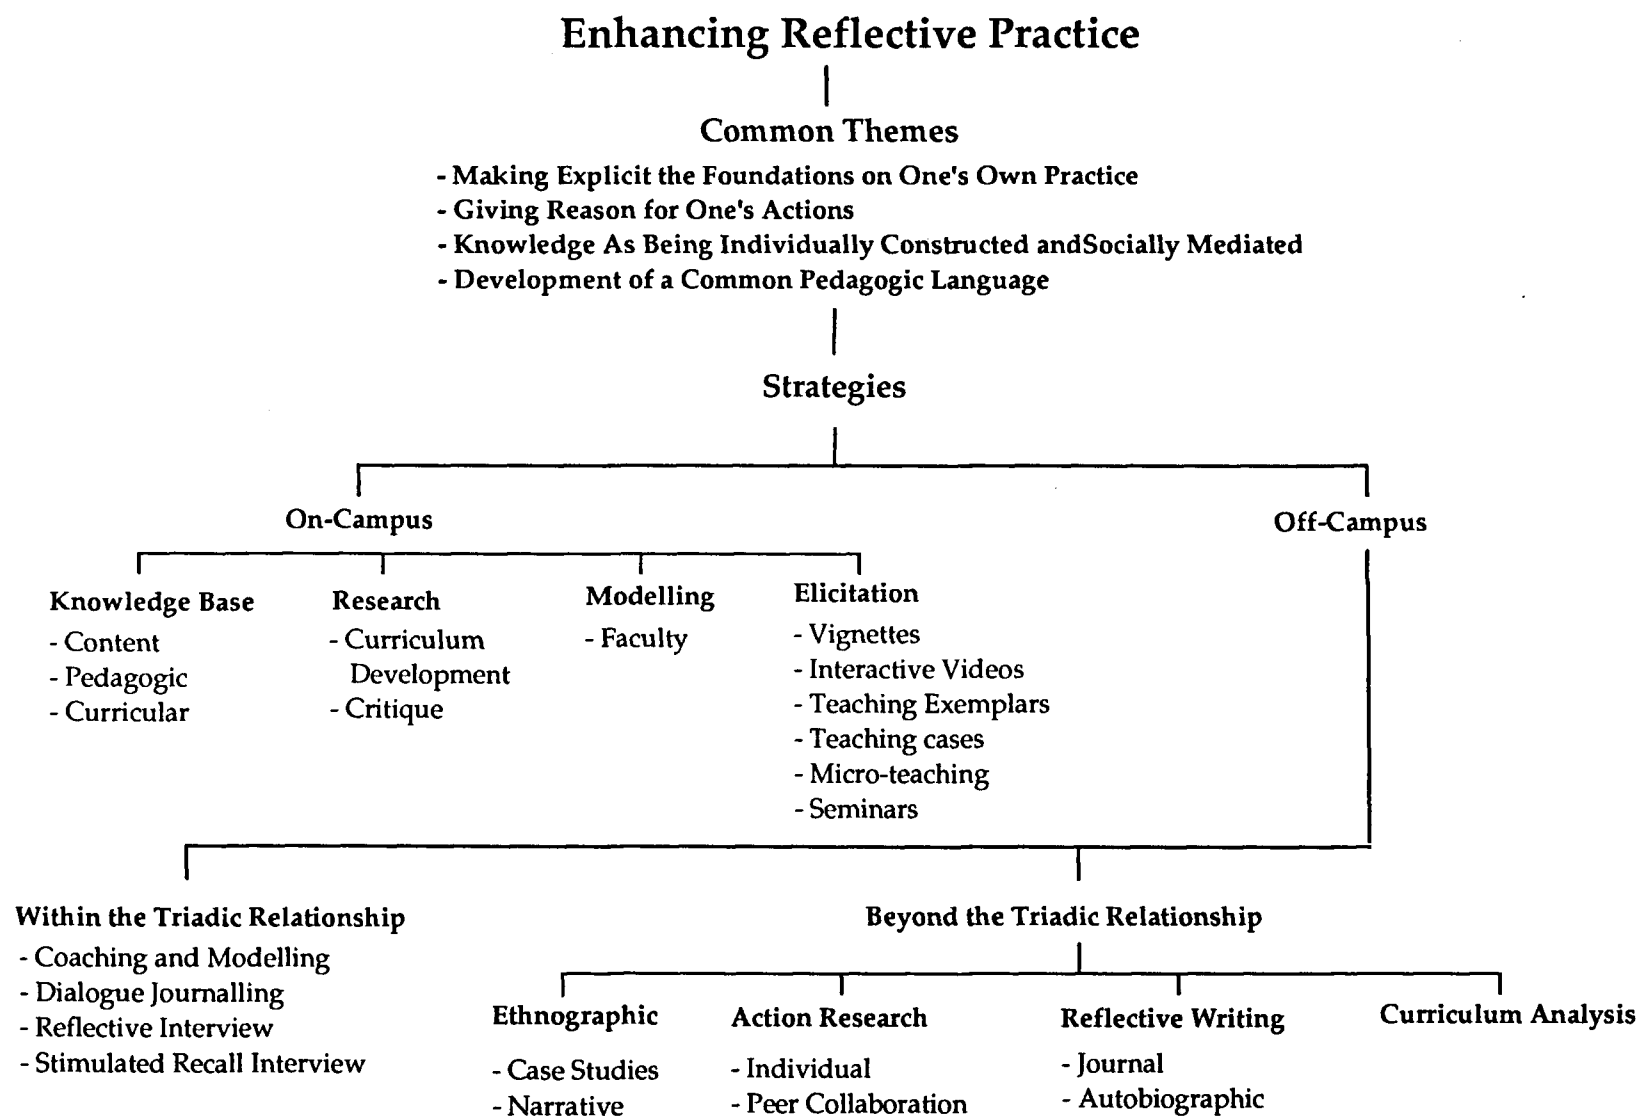 Enhancing Reflective Practice
Common Themes
- Making Explicit the Foundations on One's Own Practice
- Giving Reason for One's Actions
- Knowledge As Being Individually Constructed andSocially Mediated
- Development of a Common Pedagogic Language
Strategies
On-Campus
Off-Campus
Knowledge Base
- Content
- Pedagogic
- Curricular
Research
- Curriculum
Development
- Critique
Modelling
- Faculty
Elicitation
- Vignettes
- Interactive Videos
- Teaching Exemplars
- Teaching cases
- Micro-teaching
- Seminars
Within the Triadic Relationship
- Coaching and Modelling
- Dialogue Journalling
- Reflective Interview
- Stimulated Recall Interview
Beyond the Triadic Relationship
Ethnographic
- Case Studies
- Narrative
Action Research
- Individual
- Peer Collaboration
Reflective Writing
- Journal
- Autobiographic
Curriculum Analysis